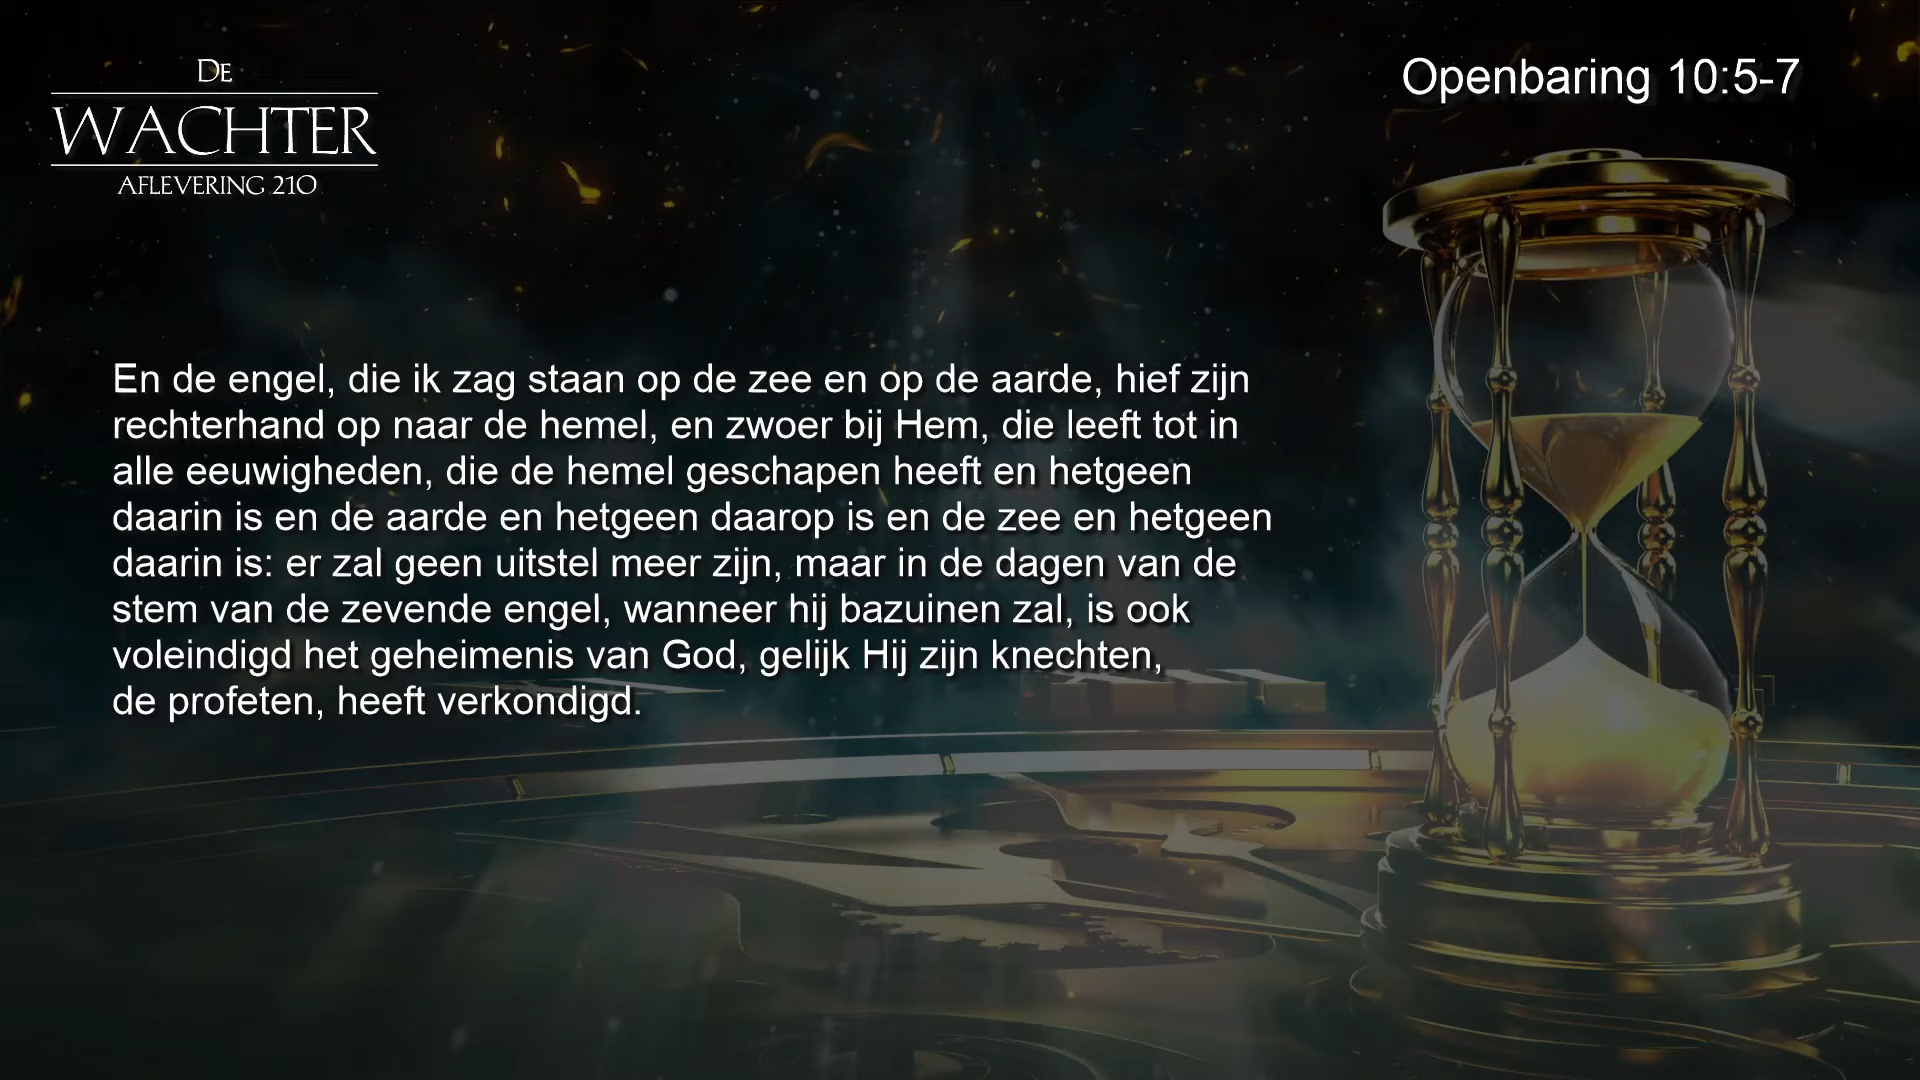 DE
WACHTER
AFLEVERING 210
Openbaring 10:5-7
En de engel, die ik zag staan op de zee en op de aarde, hief zijn
rechterhand op naar de hemel, en zwoer bij Hem, die leeft tot in
alle eeuwigheden, die de hemel geschapen heeft en hetgeen
daarin is en de aarde en hetgeen daarop is en de zee en hetgeen
daarin is: er zal geen uitstel meer zijn, maar in de dagen van de
stem van de zevende engel, wanneer hij bazuinen zal, is ook
voleindigd het geheimenis van God, gelijk Hij zijn knechten,
de profeten, heeft verkondigd.